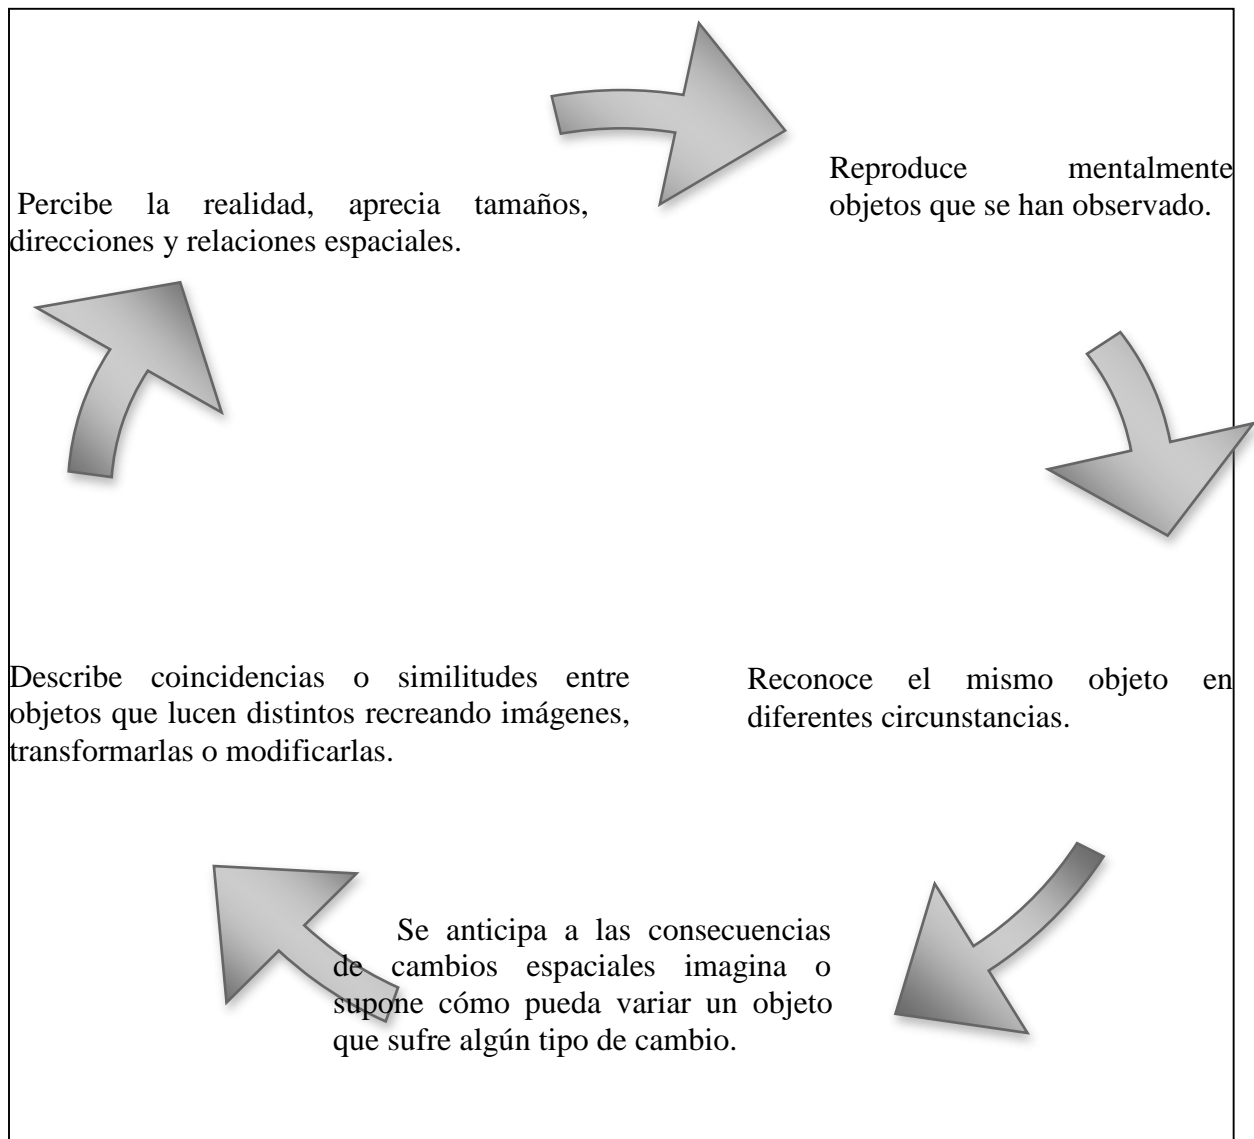 Percibe la realidad, aprecia tamaños,
direcciones y relaciones espaciales.
Reproduce mentalmente
objetos que se han observado.
Reconoce el mismo objeto en
diferentes circunstancias.
Se anticipa a las consecuencias
de cambios espaciales imagina o
supone cómo pueda variar un objeto
que sufre algún tipo de cambio.
Describe coincidencias o similitudes entre
objetos que lucen distintos recreando imágenes,
transformarlas o modificarlas.